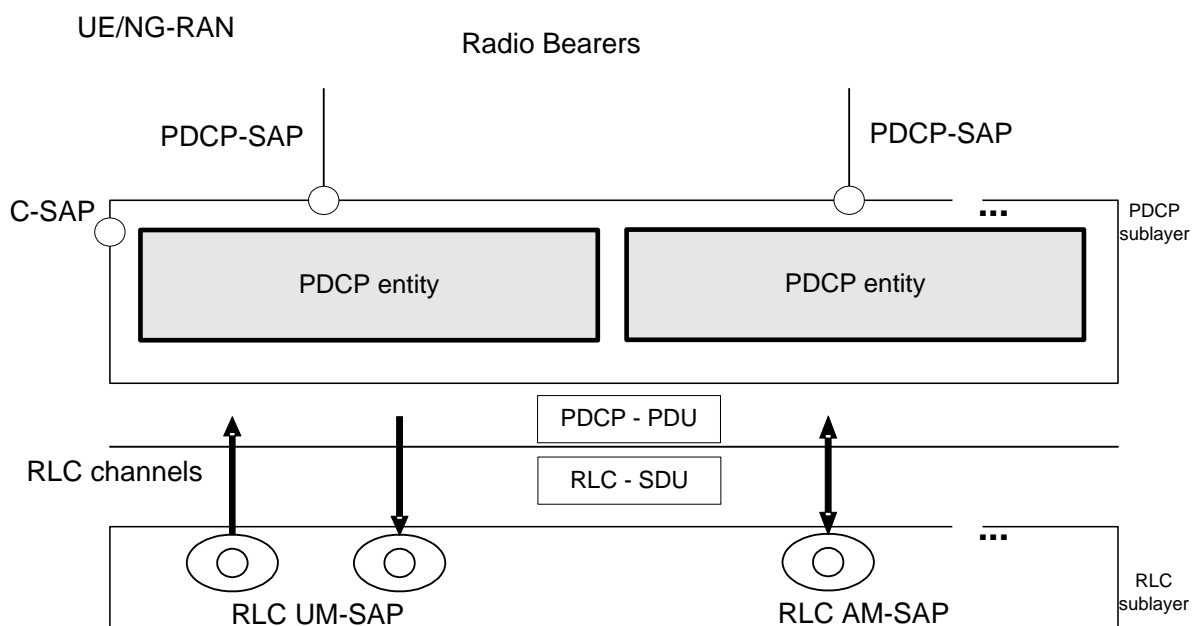 UE/NG-RAN
Radio Bearers
PDCP-SAP
PDCP-SAP
C-SAP
...
PDCP
sublayer
PDCP entity
PDCP entity
PDCP - PDU
RLC channels
RLC - SDU
...
RLC UM-SAP
RLC AM-SAP
RLC
sublayer